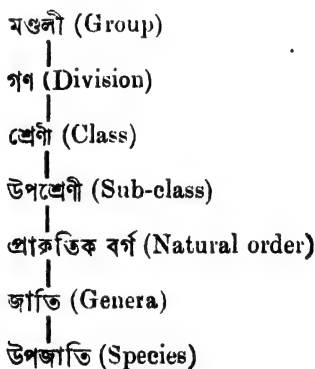 মণ্ডলী (Group)
গণ (Division)
শ্রেণী (Class)
উপশ্রেণী (Sub-class)
প্রাকৃতিক বর্গ (Natural order)
জাতি (Genera)
উপজাতি (Species)